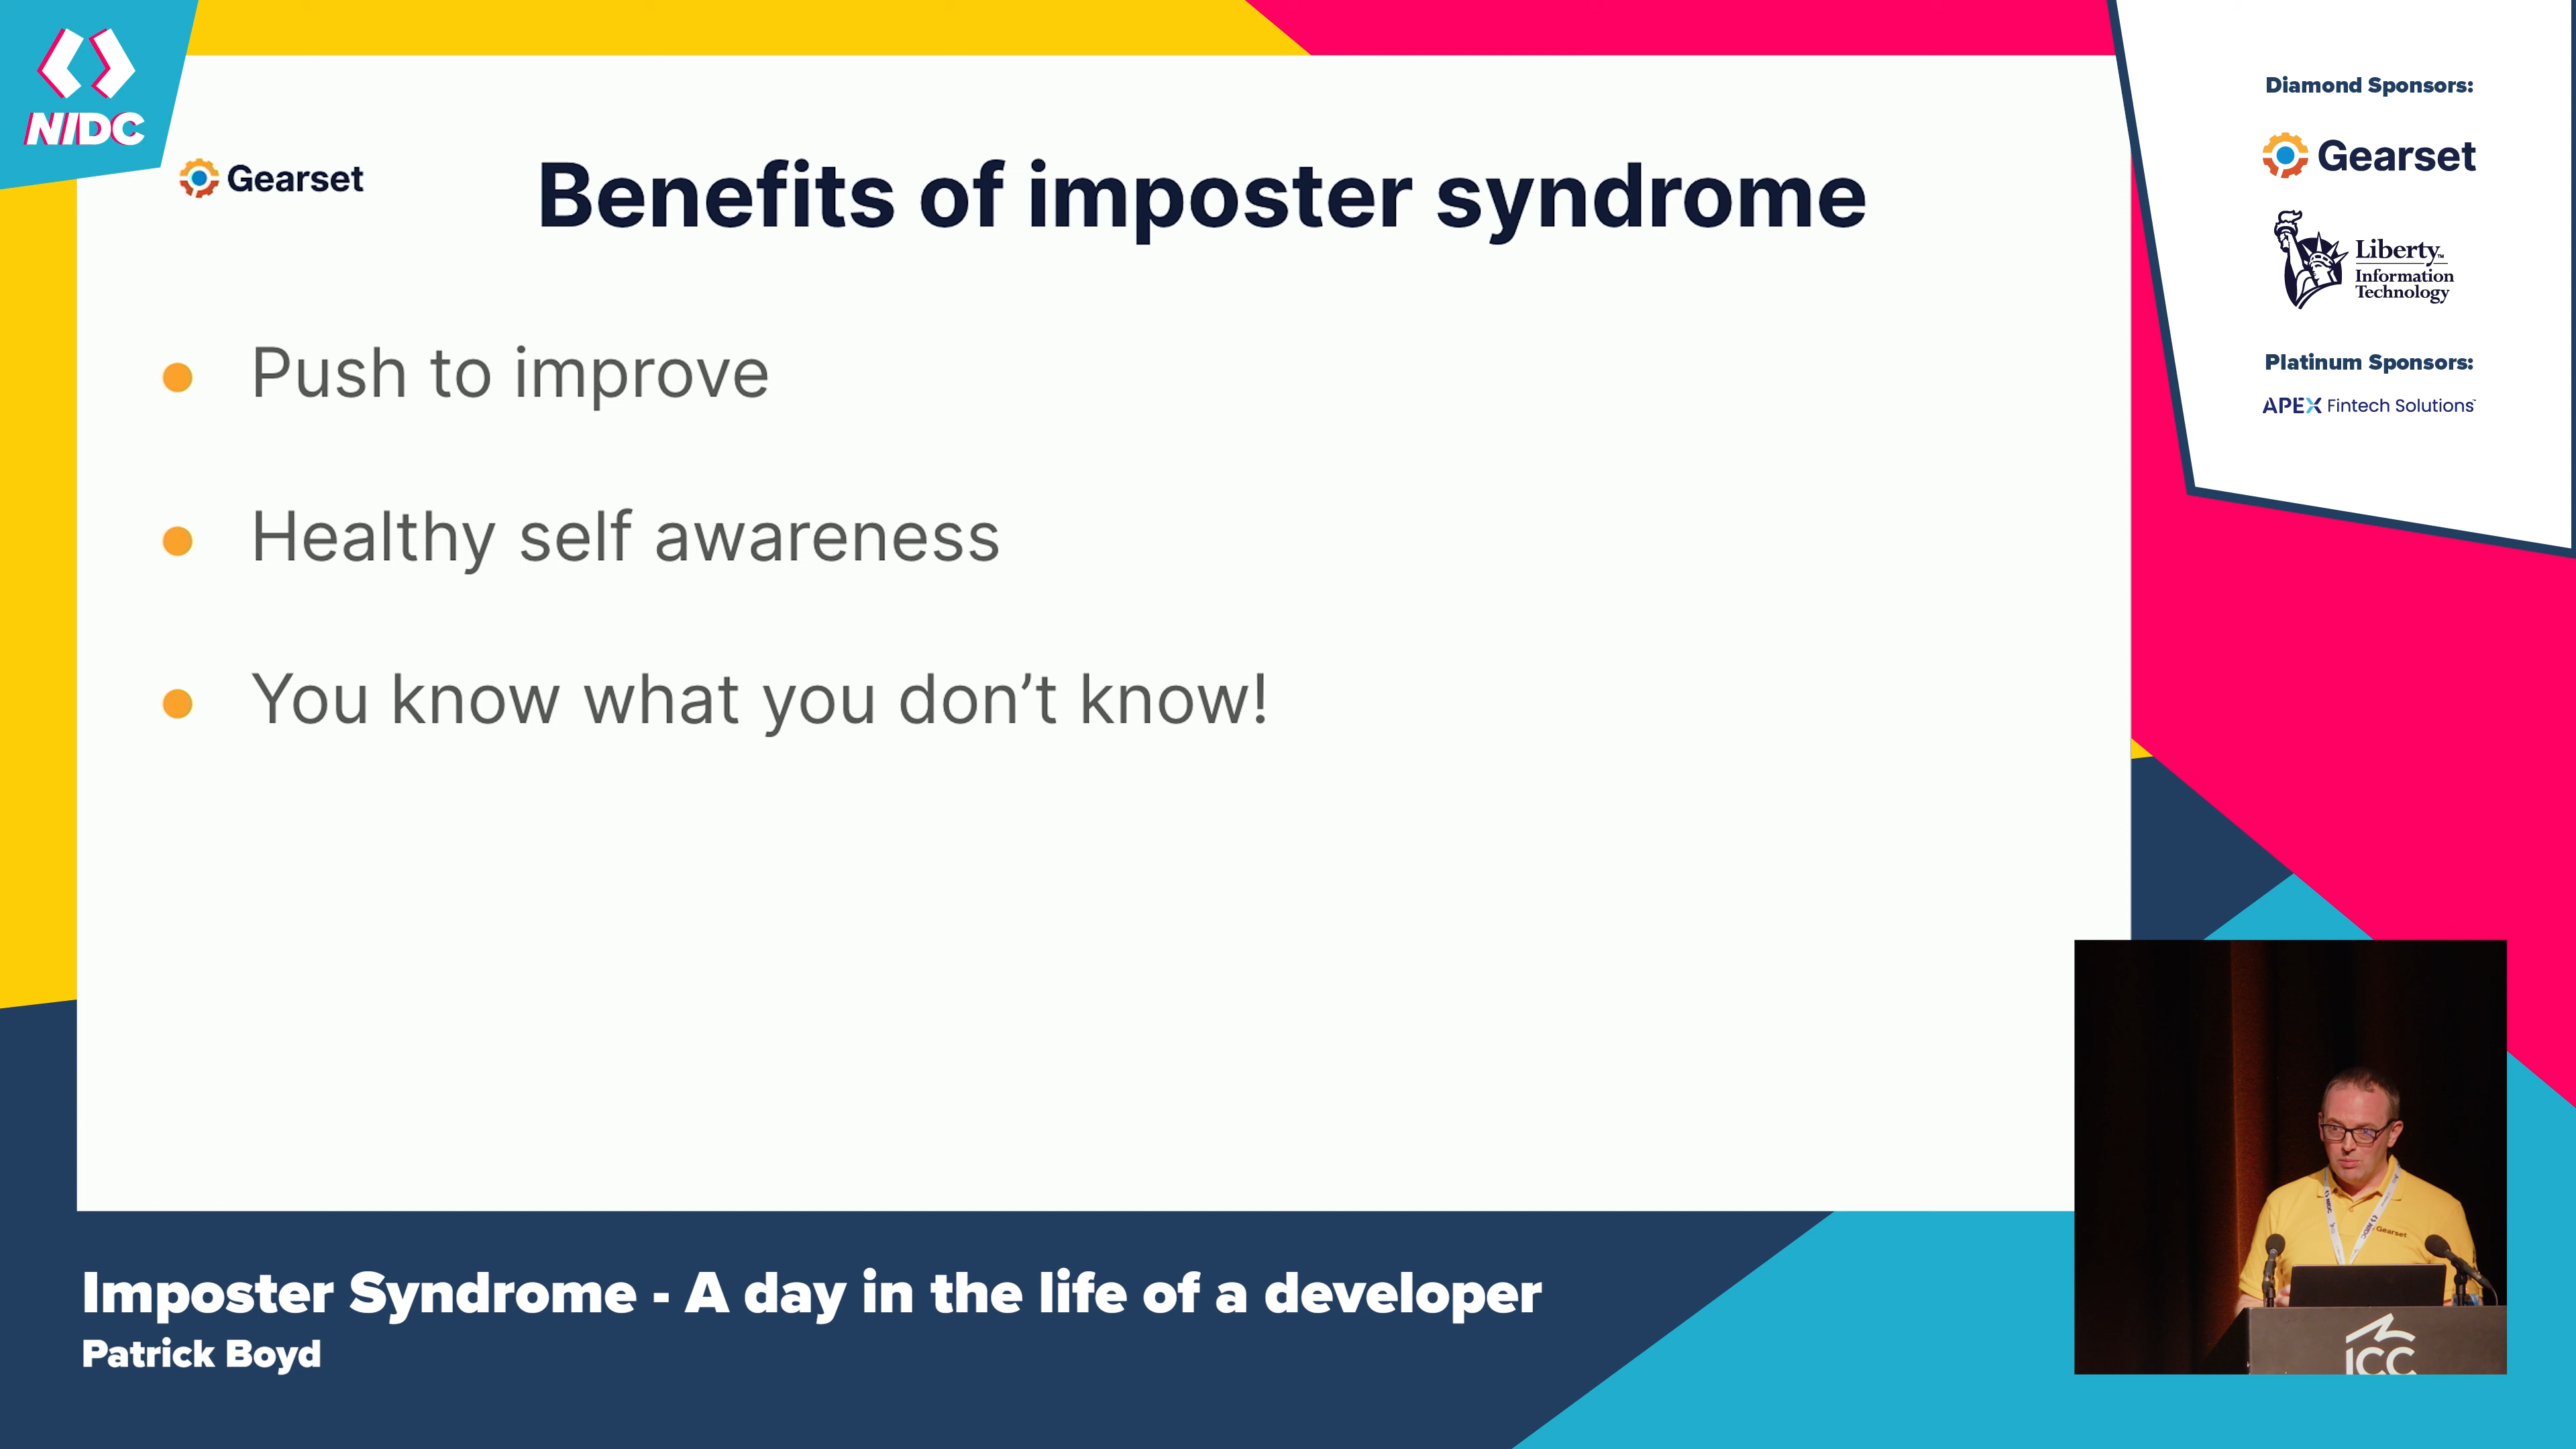 NIDC
Gearset
Benefits of imposter syndrome
Push to improve
Healthy self awareness
You know what you don’t know!
Diamond Sponsors:
Gearset
Liberty™
Information
Technology
Platinum Sponsors:
APEX Fintech Solutions
Gearset
ICC
Imposter Syndrome - A day in the life of a developer
Patrick Boyd